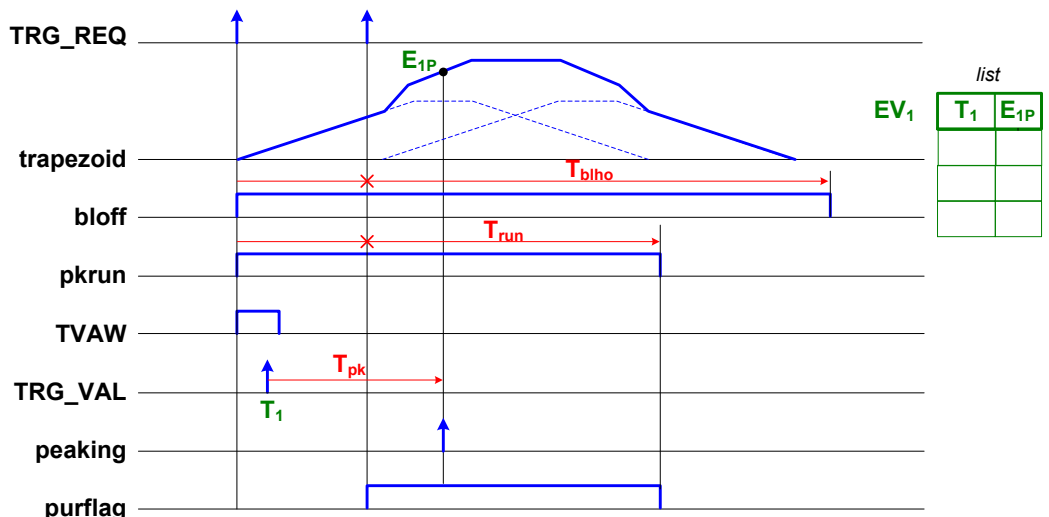 TRG_REQ
E1P
list
EV1 T1 E1P
trapezoid
Tblho
bloff
Trun
pkrun
TVAW
Tpk
TRG_VAL
T1
peaking
purflag